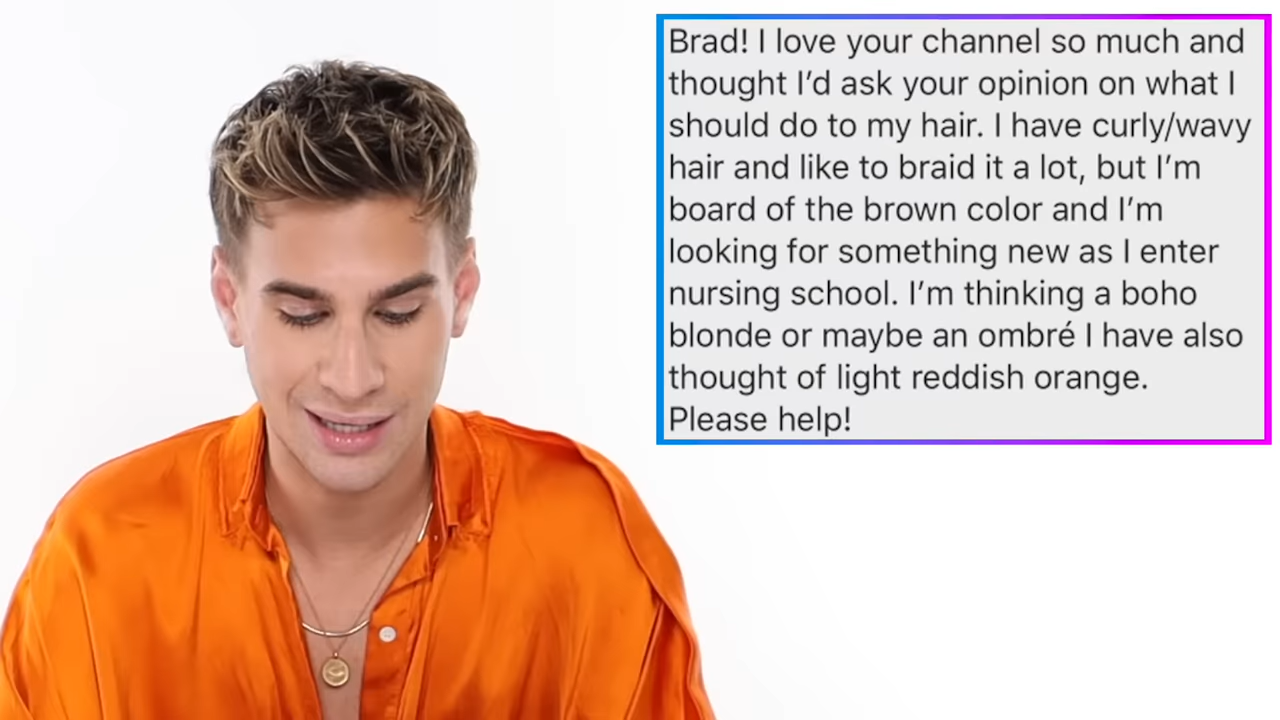 Brad! I love your channel so much and
thought I'd ask your opinion on what I
should do to my hair. I have curly/wavy
hair and like to braid it a lot, but I'm
board of the brown color and I'm
looking for something new as I enter
nursing school. I'm thinking a boho
blonde or maybe an ombré I have also
thought of light reddish orange.
Please help!